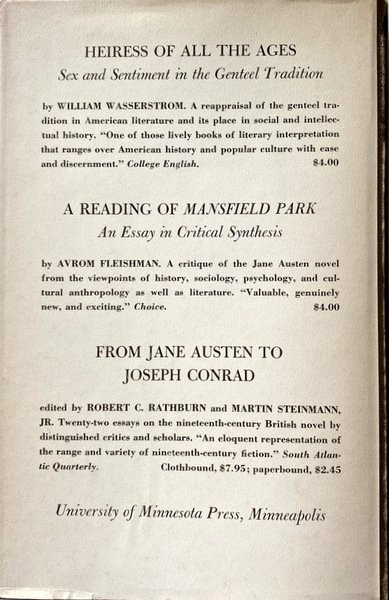 HEIRESS OF ALL THE AGES
Sex and Sentiment in the Genteel Tradition
by WILLIAM WASSERSTROM. A reappraisal of the genteel tra-
dition in American literature and its place in social and intellec-
tual history. “One of those lively books of literary interpretation
that ranges over American history and popular culture with ease
and discernment.” College English. $4.00
A READING OF MANSFIELD PARK
An Essay in Critical Synthesis
by AVROM FLEISHMAN. A critique of the Jane Austen novel
from the viewpoints of history, sociology, psychology, and cul-
tural anthropology as well as literature. “Valuable, genuinely
new, and exciting.” Choice. $4.00
FROM JANE AUSTEN TO
JOSEPH CONRAD
edited by ROBERT C. RATHBURN and MARTIN STEINMANN,
JR. Twenty-two essays on the nineteenth-century British novel by
distinguished critics and scholars. “An eloquent representation of
the range and variety of nineteenth-century fiction.” South Atlan-
tic Quarterly. Clothbound, $7.95; paperbound, $2.45
University of Minnesota Press, Minneapolis